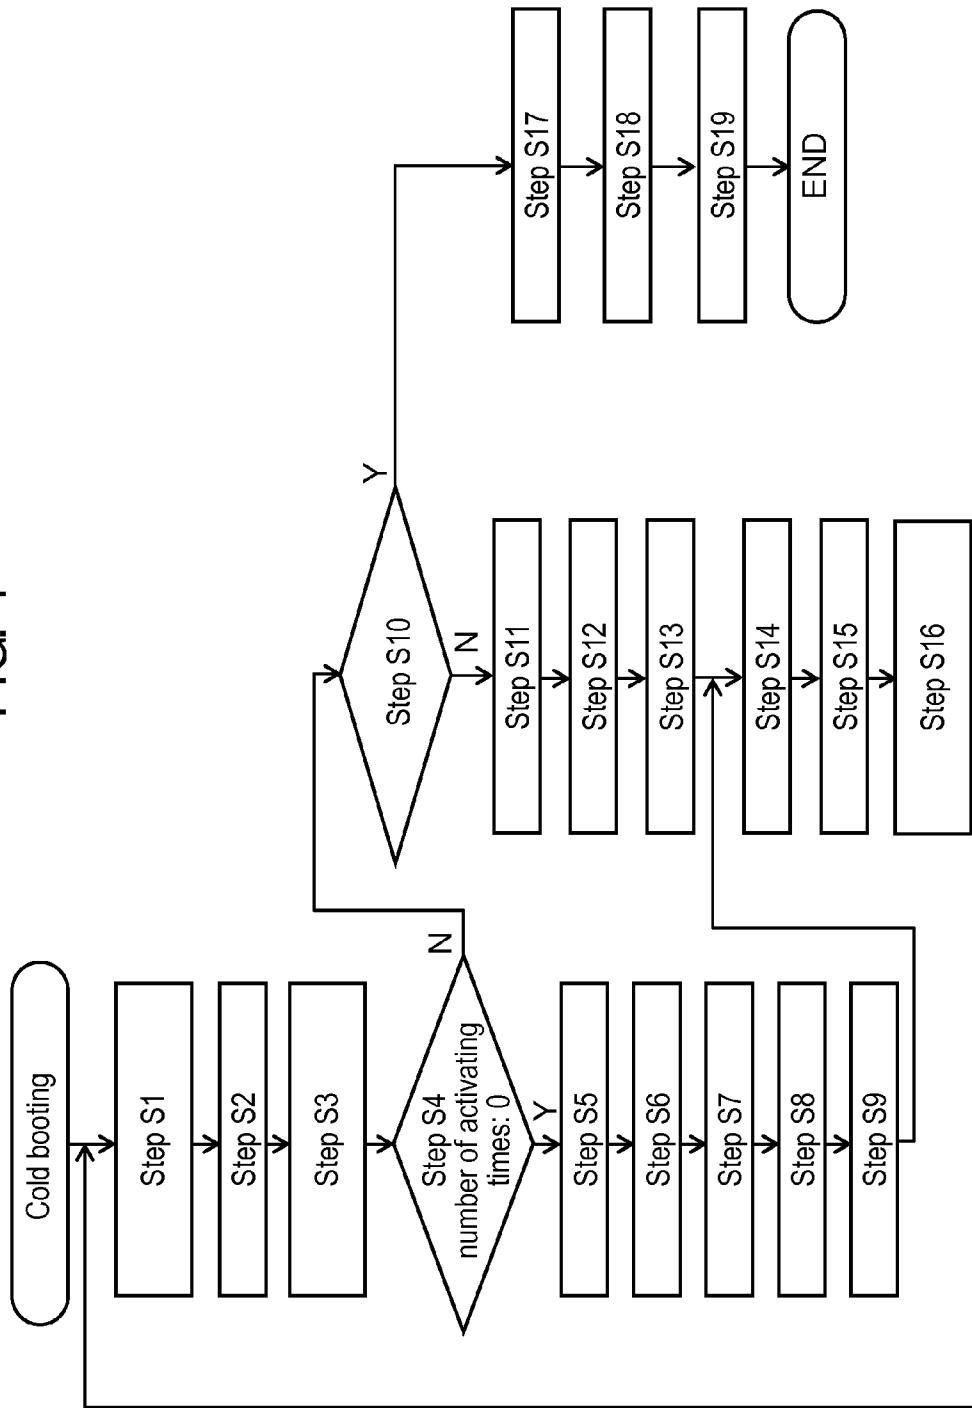 Cold booting
Step S1
Step S2
Step S3
Step S4
number of activating
times: 0
N
Y
Step S5
Step S6
Step S7
Step S8
Step S9
Step S10
Y
N
Step S11
Step S12
Step S13
Step S14
Step S15
Step S16
Step S17
Step S18
Step S19
END